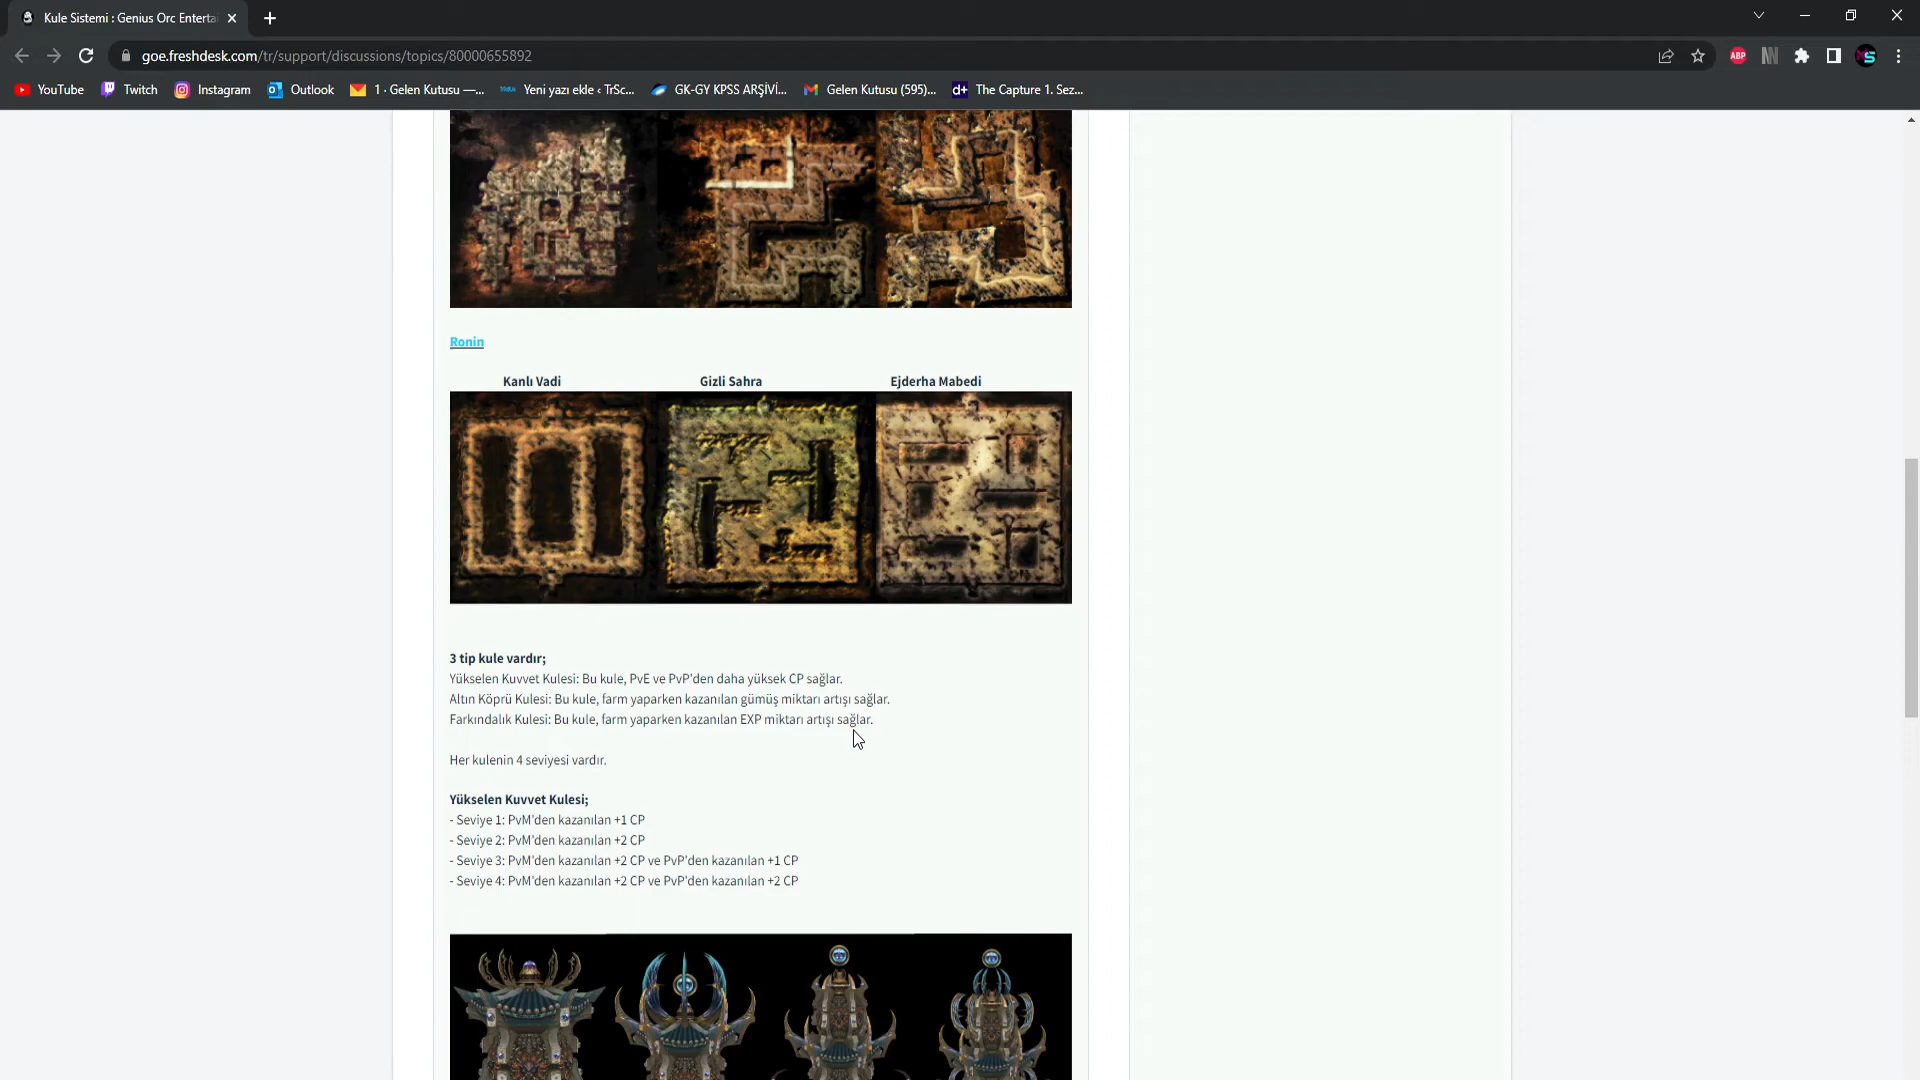 Kule Sistemi : Genius Orc Enterta
goe.freshdesk.com/tr/support/discussions/topics/80000655892
ABP
YouTube
Twitch
Instagram
Outlook
1 · Gelen Kutusu —...
Yeni yazı ekle ‹ TrSc...
GK-GY KPSS ARŞİVİ...
Gelen Kutusu (595)...
d+ The Capture 1. Sez...
Ronin
Kanlı Vadi Gizli Sahra Ejderha Mabedi
3 tip kule vardır;
Yükselen Kuvvet Kulesi: Bu kule, PvE ve PvP'den daha yüksek CP sağlar.
Altın Köprü Kulesi: Bu kule, farm yaparken kazanılan gümüş miktarı artışı sağlar.
Farkındalık Kulesi: Bu kule, farm yaparken kazanılan EXP miktarı artışı sağlar.
Her kulenin 4 seviyesi vardır.
Yükselen Kuvvet Kulesi;
- Seviye 1: PvM'den kazanılan +1 CP
- Seviye 2: PvM'den kazanılan +2 CP
- Seviye 3: PvM'den kazanılan +2 CP ve PvP'den kazanılan +1 CP
- Seviye 4: PvM'den kazanılan +2 CP ve PvP'den kazanılan +2 CP